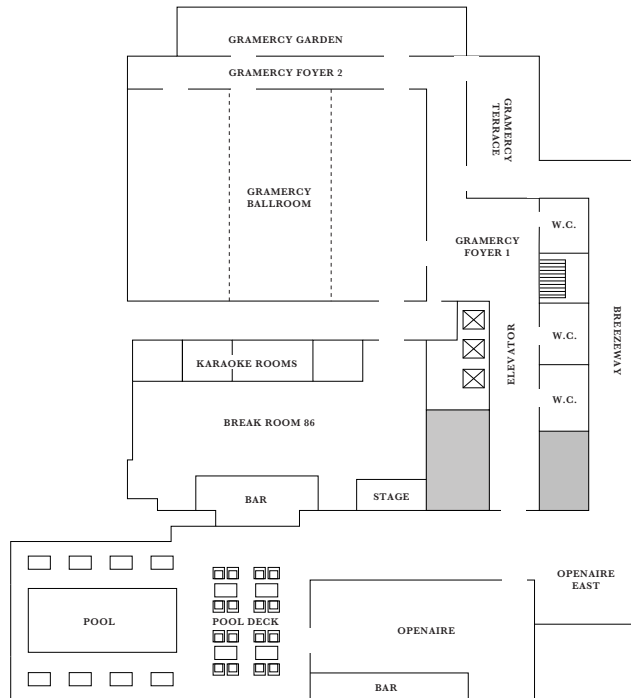 GRAMERCY GARDEN
GRAMERCY FOYER 2
GRAMERCY
TERRACE
GRAMERCY
BALLROOM
W.C.
GRAMERCY
FOYER 1
BREEZEWAY
ELEVATOR
W.C.
KARAOKE ROOMS
W.C.
BREAK ROOM 86
BAR
STAGE
OPENAIRE
EAST
POOL
POOL DECK
OPENAIRE
BAR